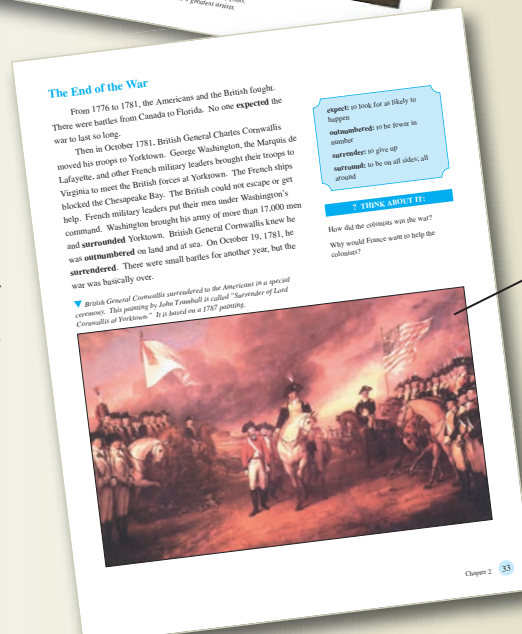 s greatest artists.
The End of the War
From 1776 to 1781, the Americans and the British fought.
There were battles from Canada to Florida. No one expected the
war to last so long.
Then in October 1781, British General Charles Cornwallis
moved his troops to Yorktown. George Washington, the Marquis de
Lafayette, and other French military leaders brought their troops to
Virginia to meet the British forces at Yorktown. The French ships
blocked the Chesapeake Bay. The British could not escape or get
help. French military leaders put their men under Washington's
command. Washington brought his army of more than 17,000 men
and surrounded Yorktown. British General Cornwallis knew he
was outnumbered on land and at sea. On October 19, 1781, he
surrendered. There were small battles for another year, but the
war was basically over.
expect: to look for as likely to
happen
outnumbered: to be fewer in
number
surrender: to give up
surround: to be on all sides; all
around
? THINK ABOUT IT:
How did the colonists win the war?
Why would France want to help the
colonists?
▼ British General Cornwallis surrendered to the Americans in a special
ceremony. This painting by John Trumbull is called "Surrender of Lord
Cornwallis at Yorktown." It is based on a 1787 painting.
Chapter 2 33